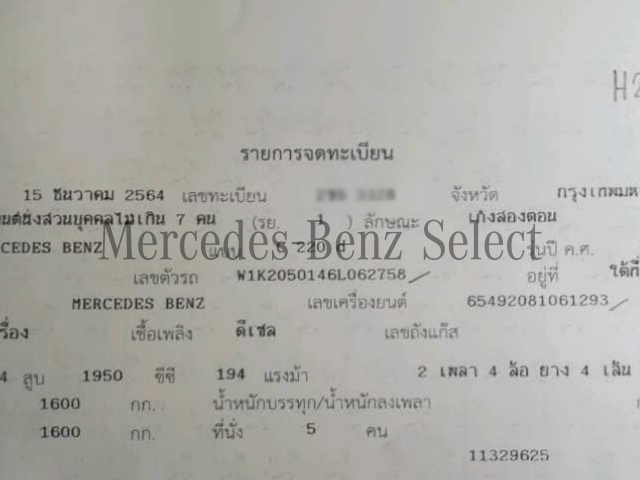 H2
รายการจดทะเบียน
15 ธันวาคม 2564 เลขทะเบียน จังหวัด กรุงเทพมห
นต์นั่งส่วนบุคคลไม่เกิน 7 คน (รย. 1 ) ลักษณะ เก๋งสองตอน
CEDES BENZ แบบ 220 d รุ่นปี ค.ศ.
Mercedes Benz Select
เลขตัวรถ W1K2050146L062758 อยู่ที่ ใต้ที่
MERCEDES BENZ เลขเครื่องยนต์ 65492081061293
รื่อง เชื้อเพลิง ดีเซล เลขถังแก๊ส
4 สูบ 1950 ซีซี 194 แรงม้า 2 เพลา 4 ล้อ ยาง 4 เส้น
1600 กก. น้ำหนักบรรทุก/น้ำหนักลงเพลา
1600 กก. ที่นั่ง 5 คน
11329625